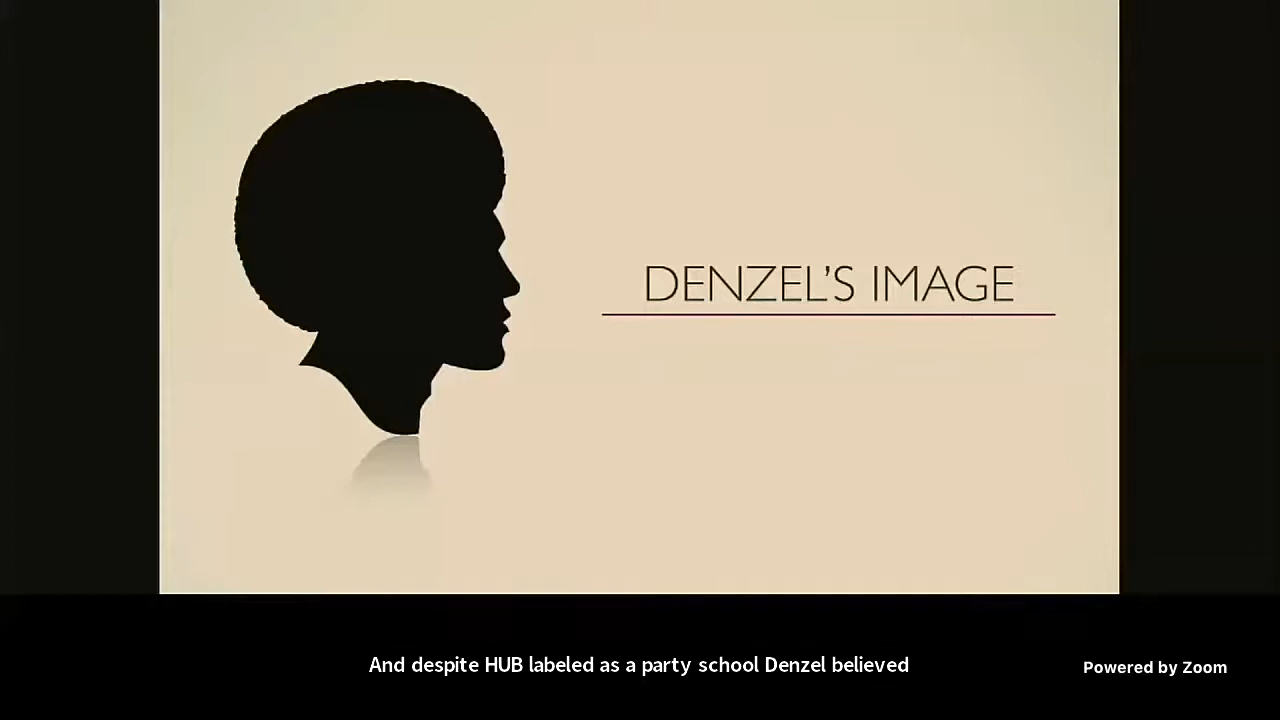 DENZEL'S IMAGE
And despite HUB labeled as a party school Denzel believed
Powered by Zoom